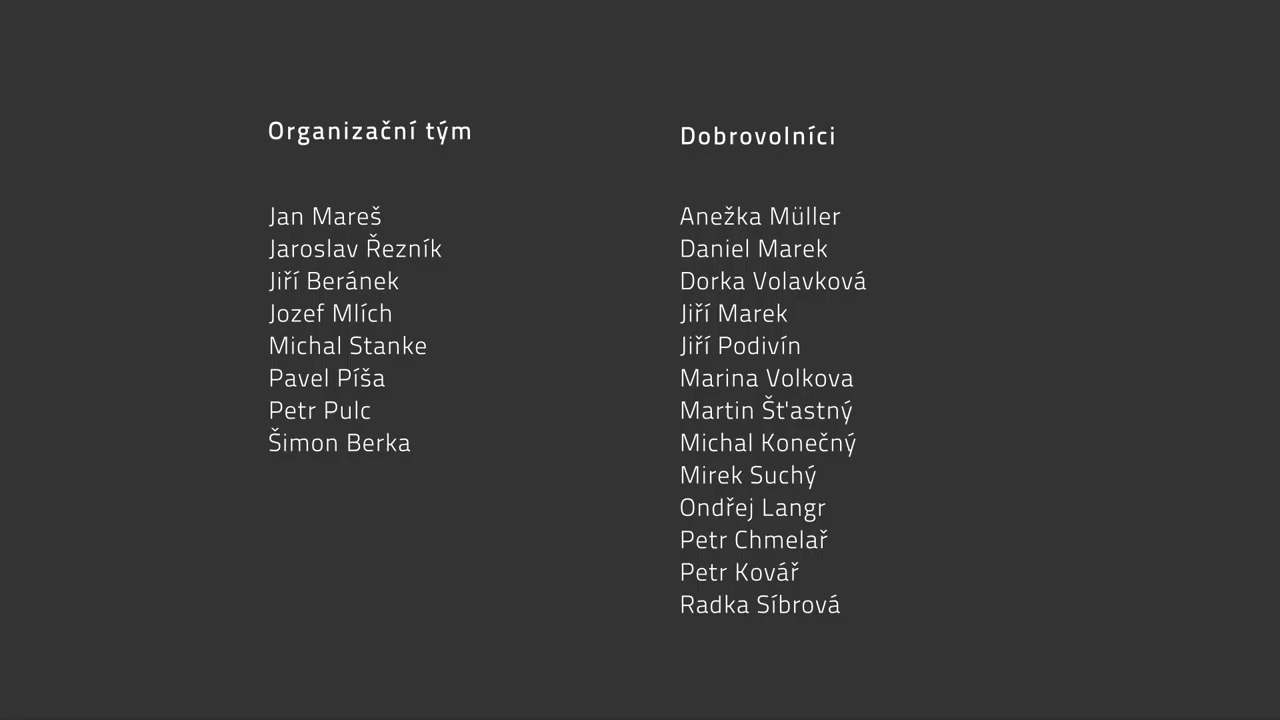 Organizační tým
Jan Mareš
Jaroslav Řezník
Jiří Beránek
Jozef Mlích
Michal Stanke
Pavel Píša
Petr Pulc
Šimon Berka
Dobrovolníci
Anežka Müller
Daniel Marek
Dorka Volavková
Jiří Marek
Jiří Podivín
Marina Volkova
Martin Št'astný
Michal Konečný
Mirek Suchý
Ondřej Langr
Petr Chmelař
Petr Kovář
Radka Síbrová